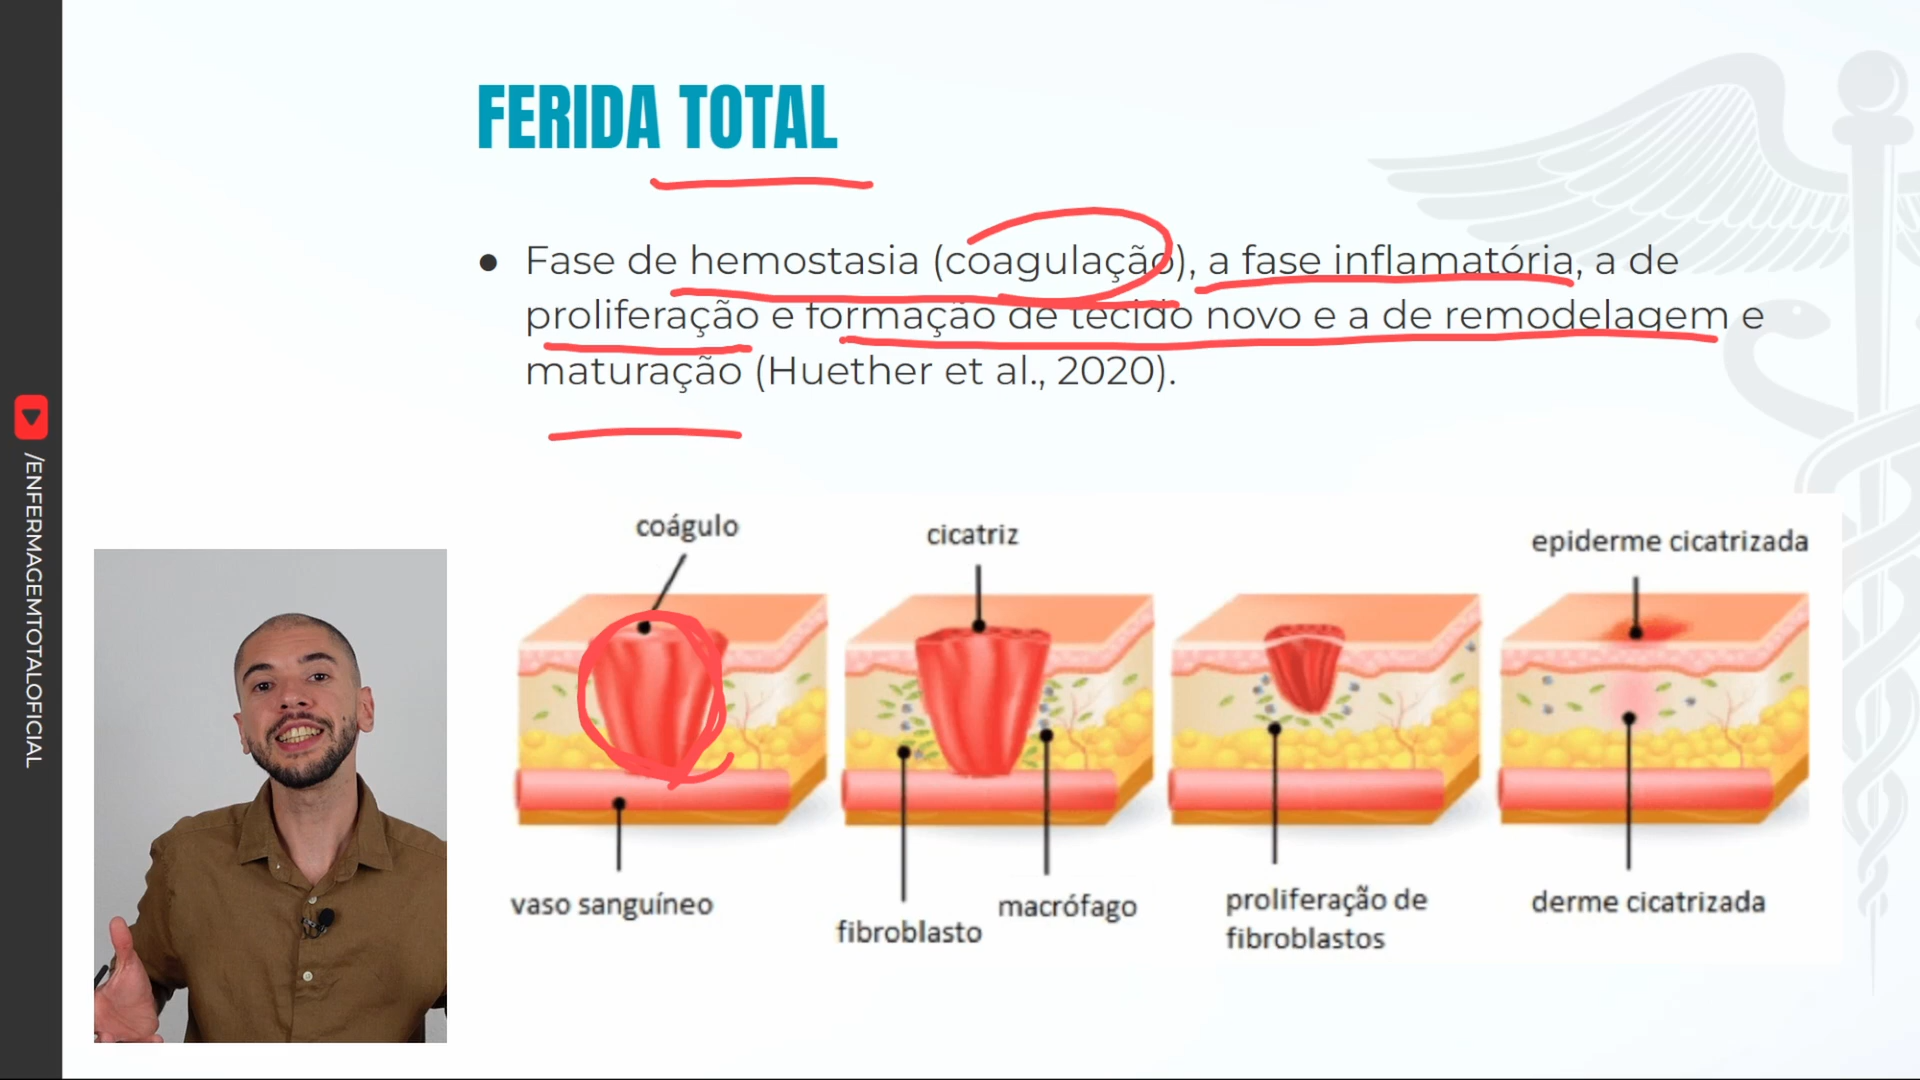 FERIDA TOTAL
● Fase de hemostasia (coagulação), a fase inflamatória, a de
proliferação e formação de tecido novo e a de remodelagem e
maturação (Huether et al., 2020).
coágulo
cicatriz
epiderme cicatrizada
vaso sanguíneo
fibroblasto
macrófago
proliferação de
fibroblastos
derme cicatrizada
/ENFERMAGEMTOTALOFICIAL